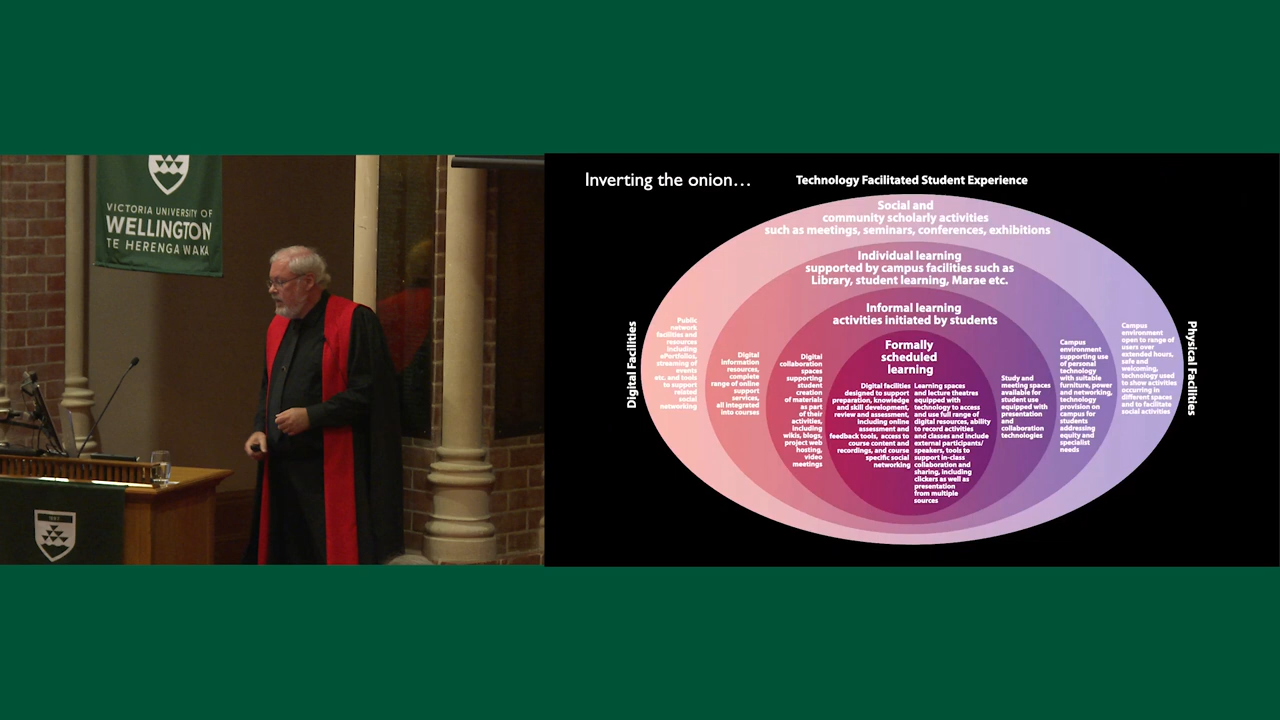 VICTORIA UNIVERSITY OF
WELLINGTON
TE HERENGA WAKA
Inverting the onion…
Technology Facilitated Student Experience
Social and
community scholarly activities
such as meetings, seminars, conferences, exhibitions
Individual learning
supported by campus facilities such as
Library, student learning, Marae etc.
Informal learning
activities initiated by students
Formally
scheduled
learning
Digital Facilities
Public
network
facilities and
resources
including
ePortfolios,
streaming of
events
etc. and tools
to support
related
social
networking
Digital
information
resources,
complete
range of online
support
services,
all integrated
into courses
Digital
collaboration
spaces
supporting
student
creation
of materials
as part
of their
activities,
including
wikis, blogs,
project web
hosting,
video
meetings
Digital facilities
designed to support
preparation, knowledge
and skill development,
review and assessment,
including online
assessment and
feedback tools, access to
course content and
recordings, and course
specific social
networking
Learning spaces
and lecture theatres
equipped with
technology to access
and use full range of
digital resources, ability
to record activities
and classes and include
external participants/
speakers, tools to
support in-class
collaboration and
sharing, including
clickers as well as
presentation
from multiple
sources
Study and
meeting spaces
available for
student use
equipped with
presentation
and
collaboration
technologies
Campus
environment
supporting use
of personal
technology
with suitable
furniture, power
and networking,
technology
provision on
campus for
students
addressing
equity and
specialist
needs
Campus
environment
open to range of
users over
extended hours,
safe and
welcoming,
technology used
to show activities
occurring in
different spaces
and to facilitate
social activities
Physical Facilities